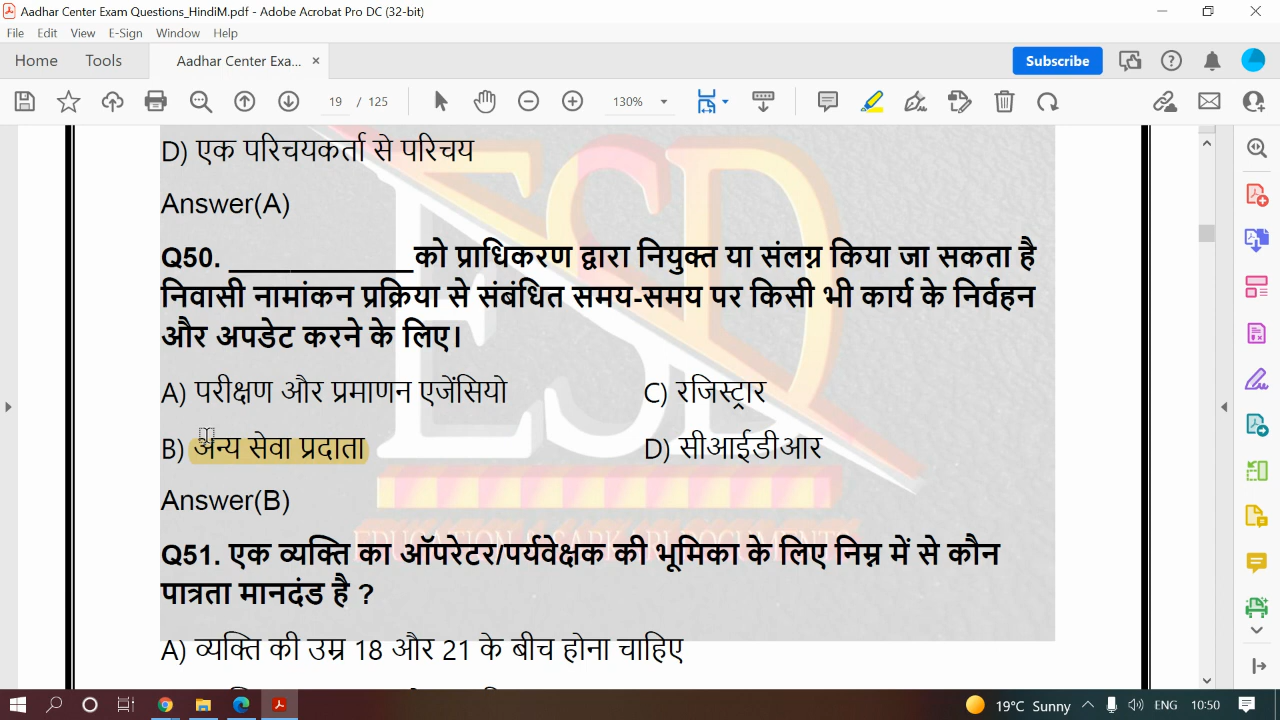 Aadhar Center Exam Questions_HindiM.pdf - Adobe Acrobat Pro DC (32-bit)
File Edit View E-Sign Window Help
Home Tools Aadhar Center Exa... × Subscribe
19 / 125 130%
D) एक परिचयकर्ता से परिचय
Answer(A)
Q50. ____________को प्राधिकरण द्वारा नियुक्त या संलग्न किया जा सकता है
निवासी नामांकन प्रक्रिया से संबंधित समय-समय पर किसी भी कार्य के निर्वहन
और अपडेट करने के लिए।
A) परीक्षण और प्रमाणन एजेंसियो C) रजिस्ट्रार
B) अन्य सेवा प्रदाता D) सीआईडीआर
Answer(B)
Q51. एक व्यक्ति का ऑपरेटर/पर्यवेक्षक की भूमिका के लिए निम्न में से कौन
पात्रता मानदंड है ?
A) व्यक्ति की उम्र 18 और 21 के बीच होना चाहिए
ESD
19°C Sunny ENG 10:50